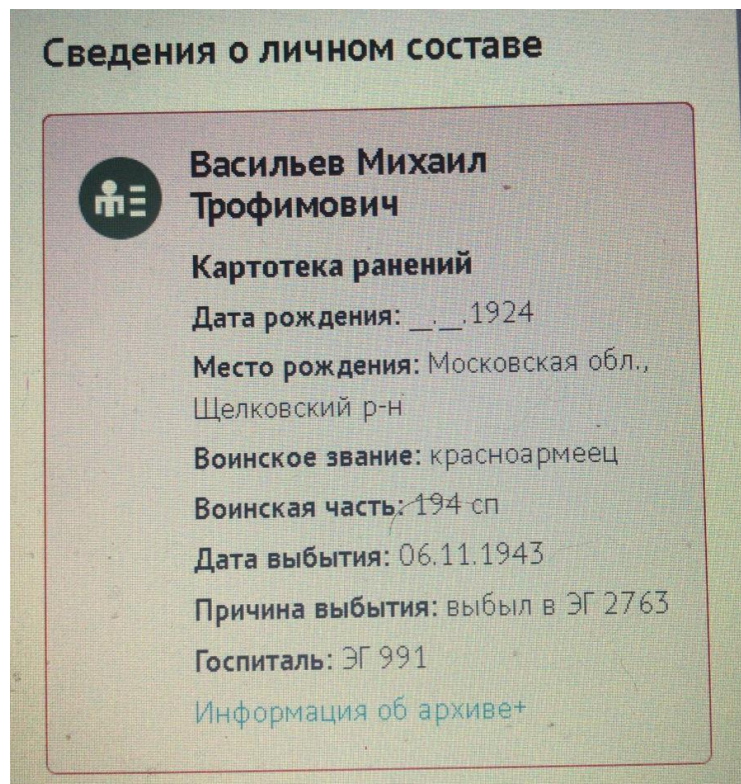 Сведения о личном составе
Васильев Михаил
Трофимович
Картотека ранений
Дата рождения: __.__.1924
Место рождения: Московская обл.,
Щелковский р-н
Воинское звание: красноармеец
Воинская часть: 194 сп
Дата выбытия: 06.11.1943
Причина выбытия: выбыл в ЭГ 2763
Госпиталь: ЭГ 991
Информация об архиве+